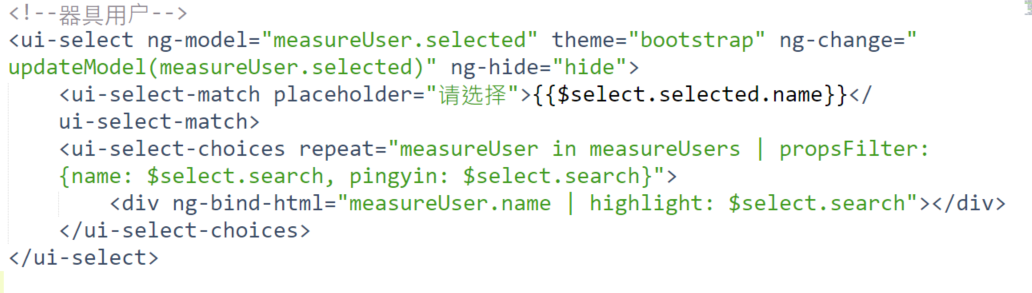 <!--器具用户-->
<ui-select ng-model="measureUser.selected" theme="bootstrap" ng-change="
updateModel(measureUser.selected)" ng-hide="hide">
<ui-select-match placeholder="请选择">{{$select.selected.name}}</
ui-select-match>
<ui-select-choices repeat="measureUser in measureUsers | propsFilter:
{name: $select.search, pingyin: $select.search}">
<div ng-bind-html="measureUser.name | highlight: $select.search"></div>
</ui-select-choices>
</ui-select>